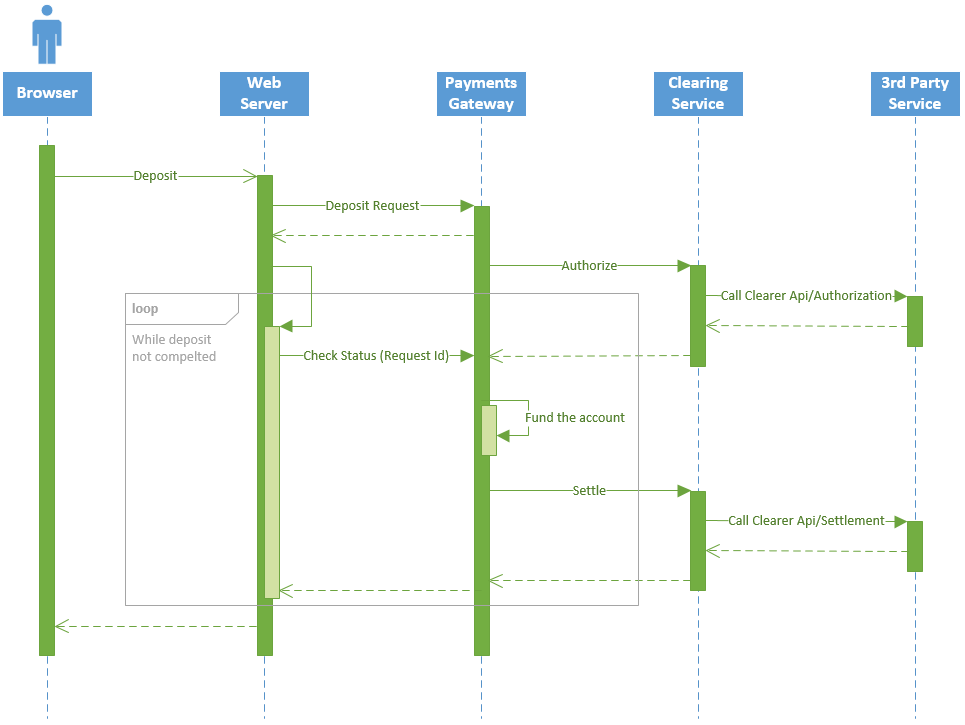 Browser
Web
Server
Payments
Gateway
Clearing
Service
3rd Party
Service
Deposit
Deposit Request
Authorize
Call Clearer Api/Authorization
loop
While deposit
not compelted
Check Status (Request Id)
Fund the account
Settle
Call Clearer Api/Settlement